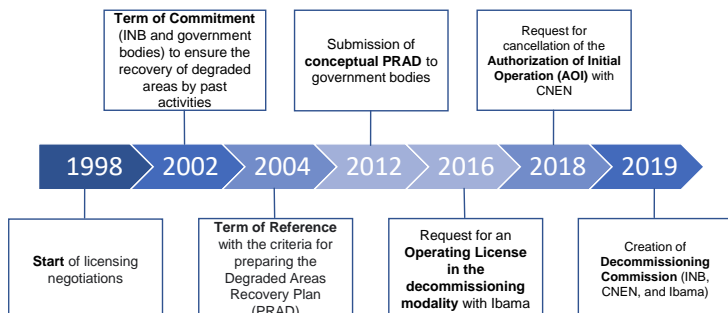 Term of Commitment
(INB and government
bodies) to ensure the
recovery of degraded
areas by past
activities
Submission of
conceptual PRAD to
government bodies
Request for
cancellation of the
Authorization of Initial
Operation (AOI) with
CNEN
1998
2002
2004
2012
2016
2018
2019
Start of licensing
negotiations
Term of Reference
with the criteria for
preparing the
Degraded Areas
Recovery Plan
(PRAD)
Request for an
Operating License
in the
decommissioning
modality with Ibama
Creation of
Decommissioning
Commission (INB,
CNEN, and Ibama)